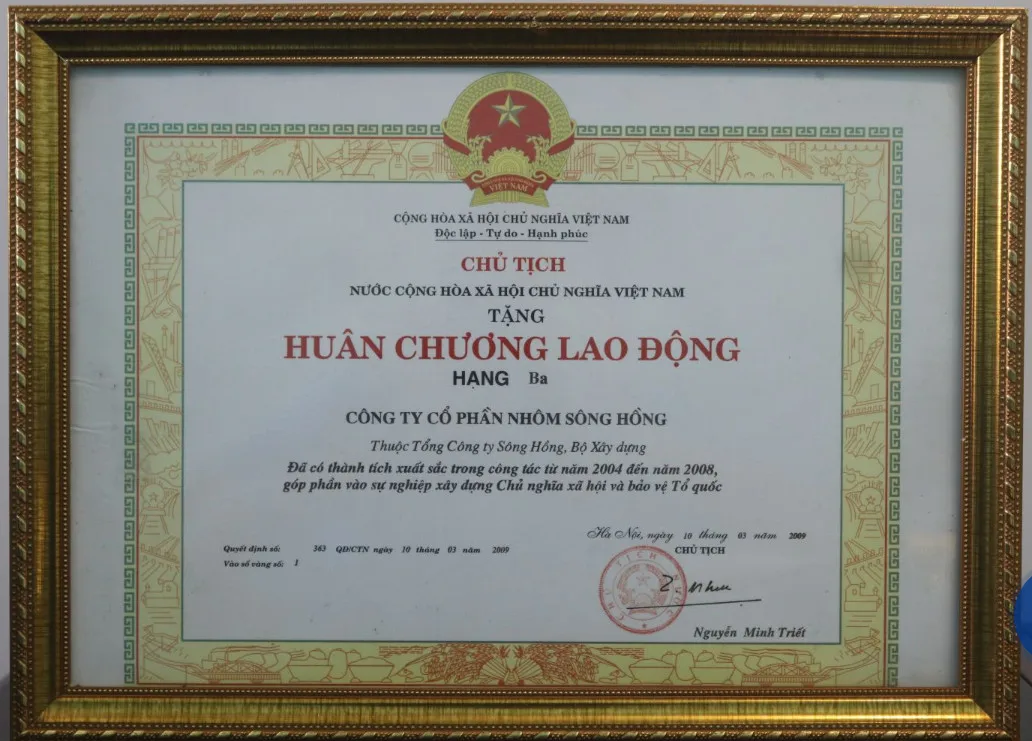 VIỆT NAM
CỘNG HÒA XÃ HỘI CHỦ NGHĨA VIỆT NAM
Độc lập - Tự do - Hạnh phúc
CHỦ TỊCH
NƯỚC CỘNG HÒA XÃ HỘI CHỦ NGHĨA VIỆT NAM
TẶNG
HUÂN CHƯƠNG LAO ĐỘNG
HẠNG Ba
CÔNG TY CỔ PHẦN NHÔM SÔNG HỒNG
Thuộc Tổng Công ty Sông Hồng, Bộ Xây dựng
Đã có thành tích xuất sắc trong công tác từ năm 2004 đến năm 2008,
góp phần vào sự nghiệp xây dựng Chủ nghĩa xã hội và bảo vệ Tổ quốc
Hà Nội, ngày 10 tháng 03 năm 2009
Quyết định số: 363 QĐ/CTN ngày 10 tháng 03 năm 2009
CHỦ TỊCH
Vào sổ vàng số: 1
CHỦ TỊCH NƯỚC
Nguyễn Minh Triết